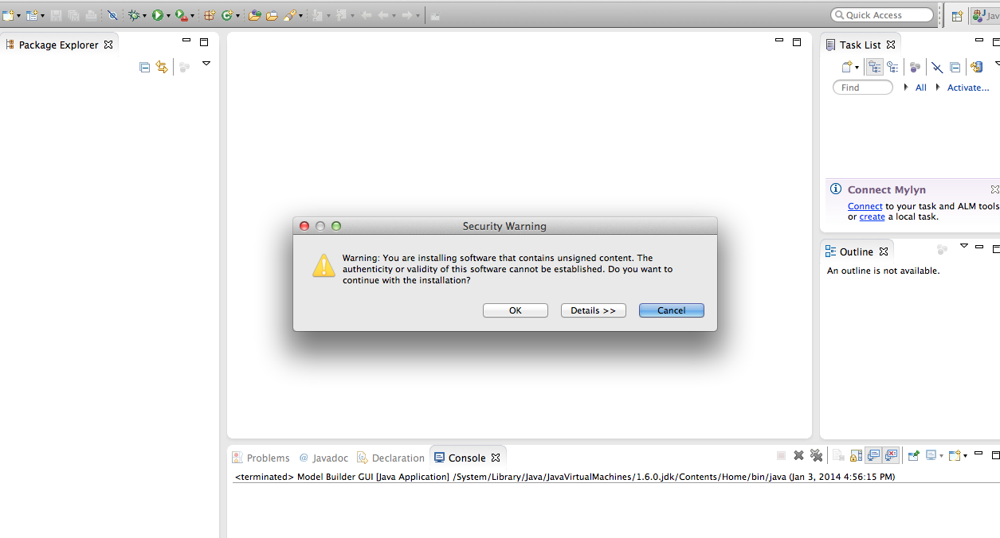 Quick Access
Jav
Package Explorer
Task List
Find
All
Activate...
Connect Mylyn
Connect to your task and ALM tools
or create a local task.
Outline
An outline is not available.
Security Warning
Warning: You are installing software that contains unsigned content. The
authenticity or validity of this software cannot be established. Do you want to
continue with the installation?
OK
Details >>
Cancel
Problems
@ Javadoc
Declaration
Console
<terminated> Model Builder GUI [Java Application] /System/Library/Java/JavaVirtualMachines/1.6.0.jdk/Contents/Home/bin/java (Jan 3, 2014 4:56:15 PM)